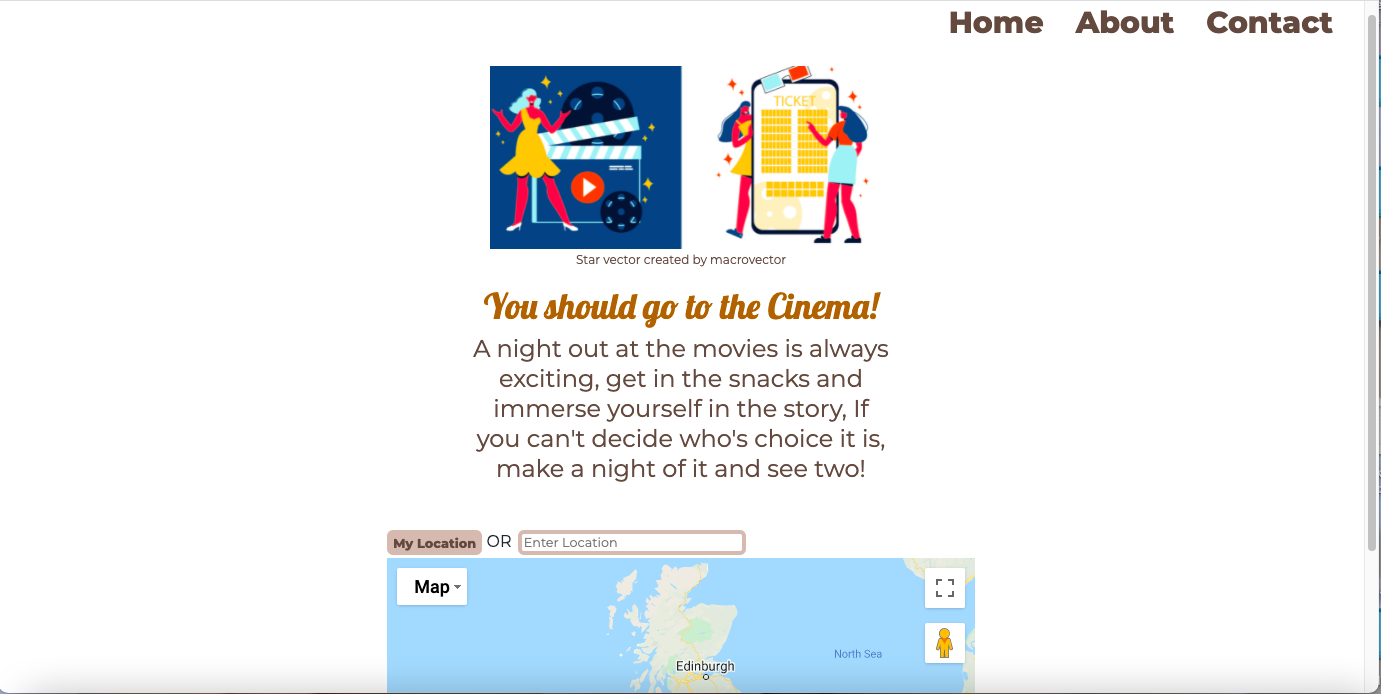 Home About Contact
TICKET
Star vector created by macrovector
You should go to the Cinema!
A night out at the movies is always
exciting, get in the snacks and
immerse yourself in the story, If
you can't decide who's choice it is,
make a night of it and see two!
My Location OR Enter Location
Map
North Sea
Edinburgh